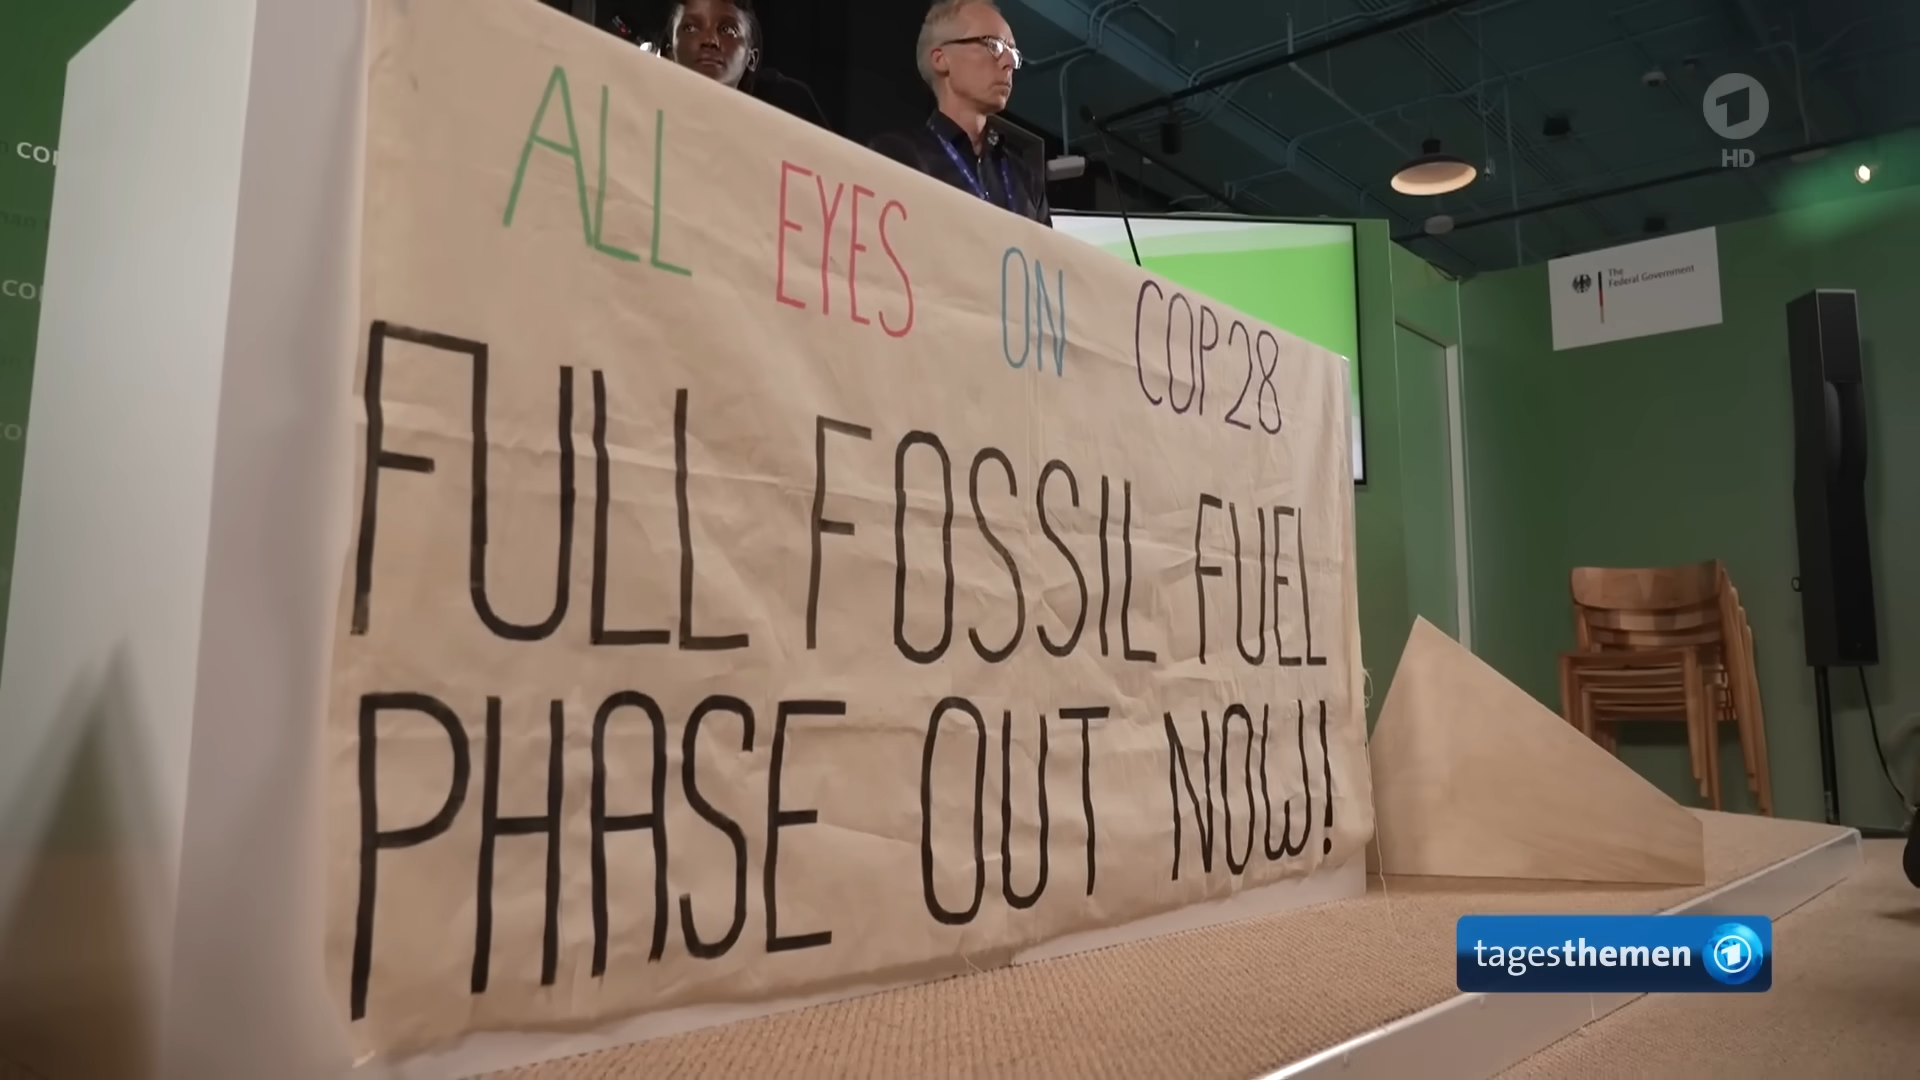 ALL EYES ON COP28
FULL FOSSIL FUEL
PHASE OUT NOW!
The
Federal Government
HD
tagesthemen